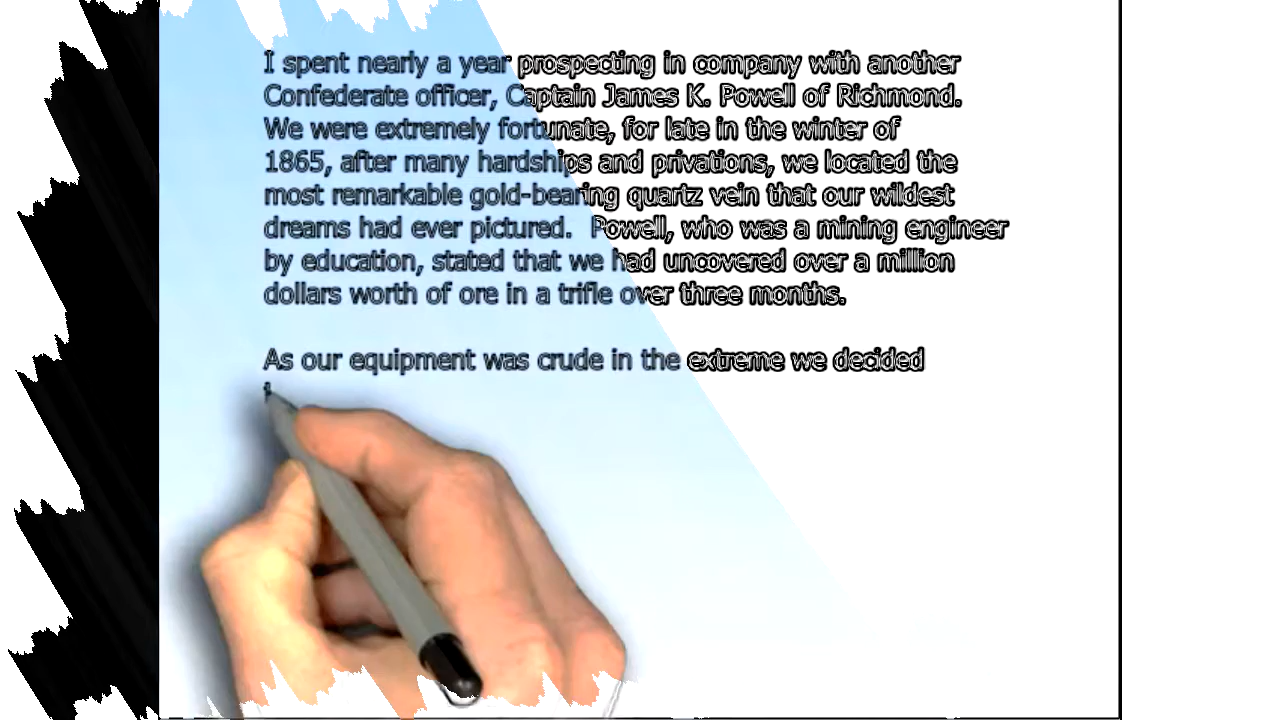 I spent nearly a year prospecting in company with another
Confederate officer, Captain James K. Powell of Richmond.
We were extremely fortunate, for late in the winter of
1865, after many hardships and privations, we located the
most remarkable gold-bearing quartz vein that our wildest
dreams had ever pictured.  Powell, who was a mining engineer
by education, stated that we had uncovered over a million
dollars worth of ore in a trifle over three months.

As our equipment was crude in the extreme we decided